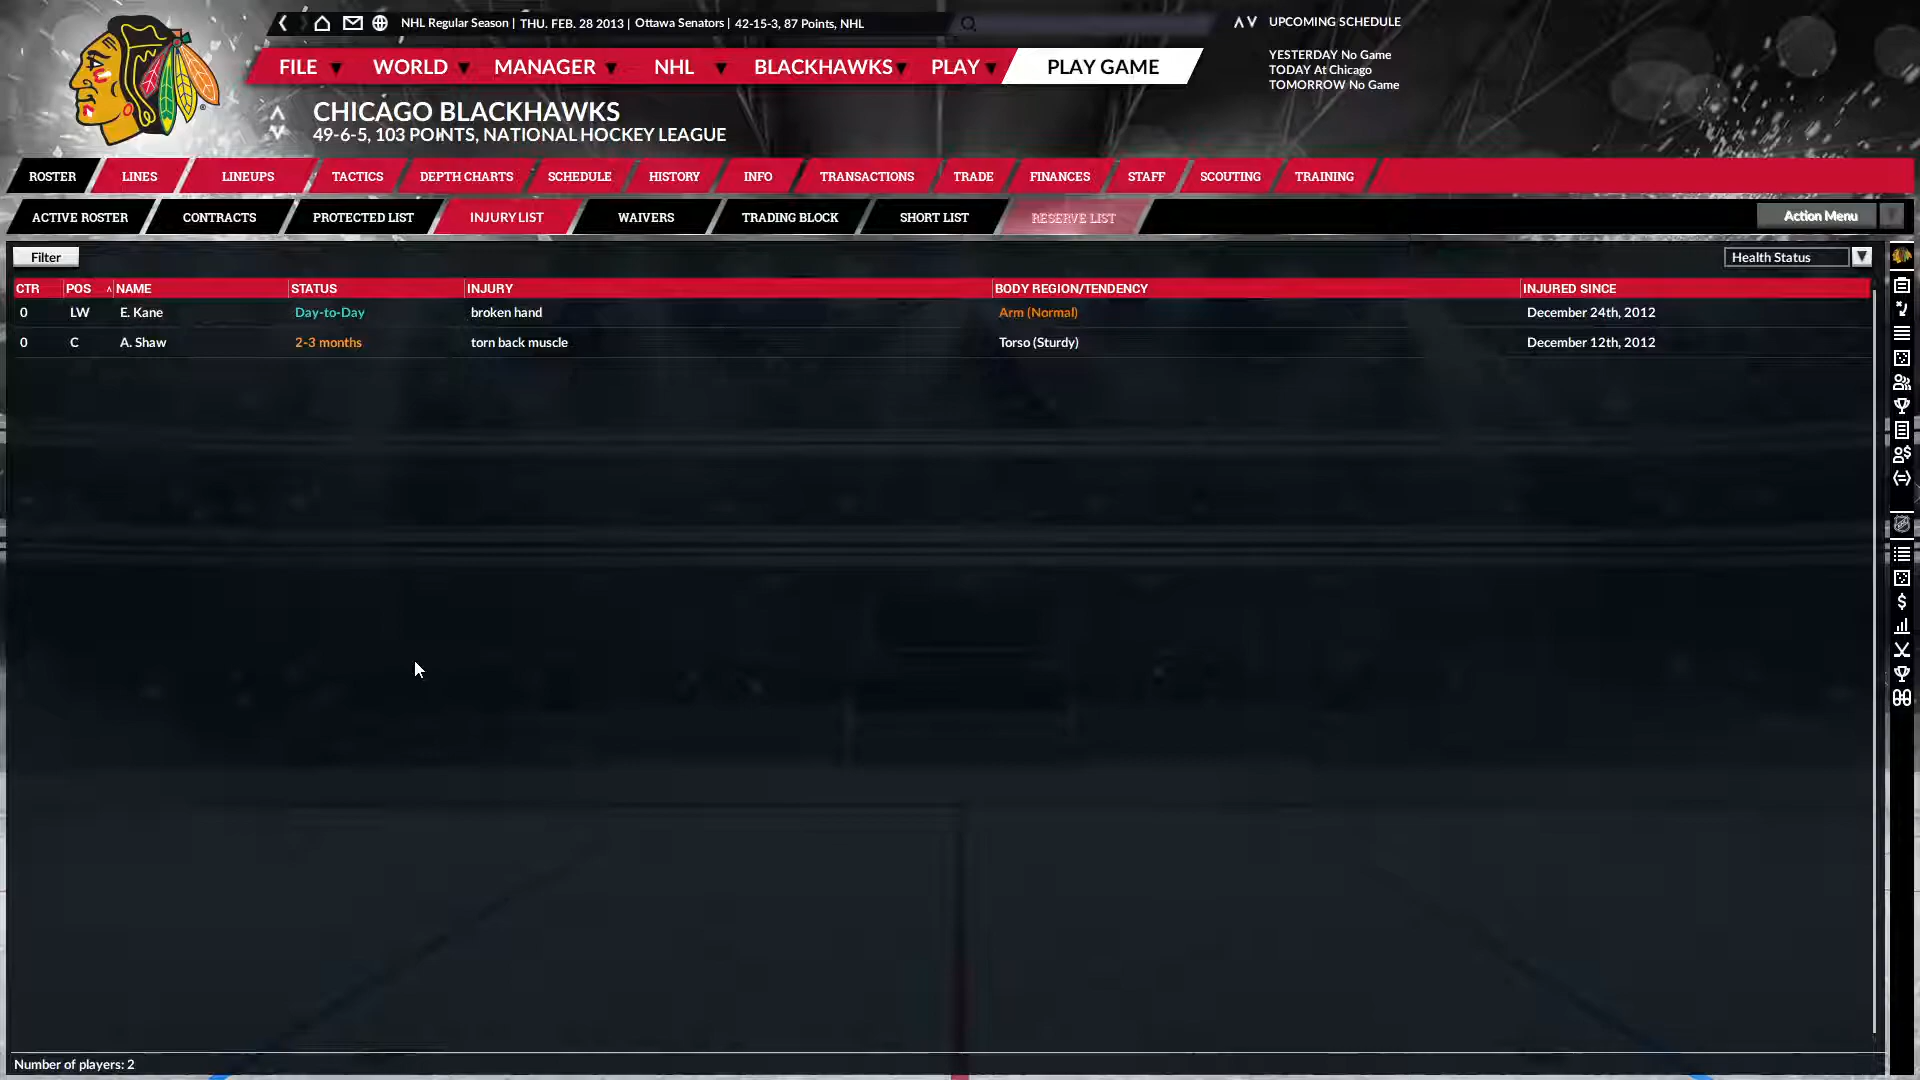 NHL Regular Season | THU. FEB. 28 2013 | Ottawa Senators | 42-15-3, 87 Points, NHL
UPCOMING SCHEDULE
YESTERDAY No Game
TODAY At Chicago
TOMORROW No Game
FILE WORLD MANAGER NHL BLACKHAWKS PLAY PLAY GAME
CHICAGO BLACKHAWKS
49-6-5, 103 POINTS, NATIONAL HOCKEY LEAGUE
ROSTER LINES LINEUPS TACTICS DEPTH CHARTS SCHEDULE HISTORY INFO TRANSACTIONS TRADE FINANCES STAFF SCOUTING TRAINING
ACTIVE ROSTER CONTRACTS PROTECTED LIST INJURY LIST WAIVERS TRADING BLOCK SHORT LIST RESERVE LIST Action Menu
Filter Health Status
CTR POS NAME STATUS INJURY BODY REGION/TENDENCY INJURED SINCE
0 LW E. Kane Day-to-Day broken hand Arm (Normal) December 24th, 2012
0 C A. Shaw 2-3 months torn back muscle Torso (Sturdy) December 12th, 2012
Number of players: 2